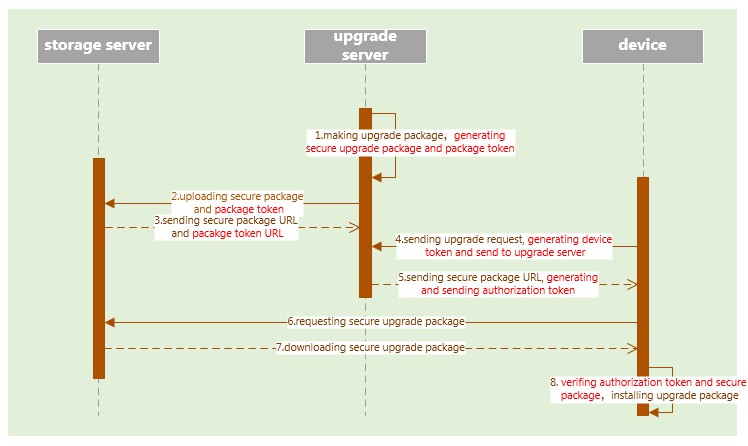 storage server
upgrade
server
device
1.making upgrade package，generating
secure upgrade package and package token
2.uploading secure package
and package token
3.sending secure package URL
and pacakge token URL
4.sending upgrade request, generating device
token and send to upgrade server
5.sending secure package URL, generating
and sending authorization token
6.requesting secure upgrade package
7.downloading secure upgrade package
8. verifing authorization token and secure
package，installing upgrade package